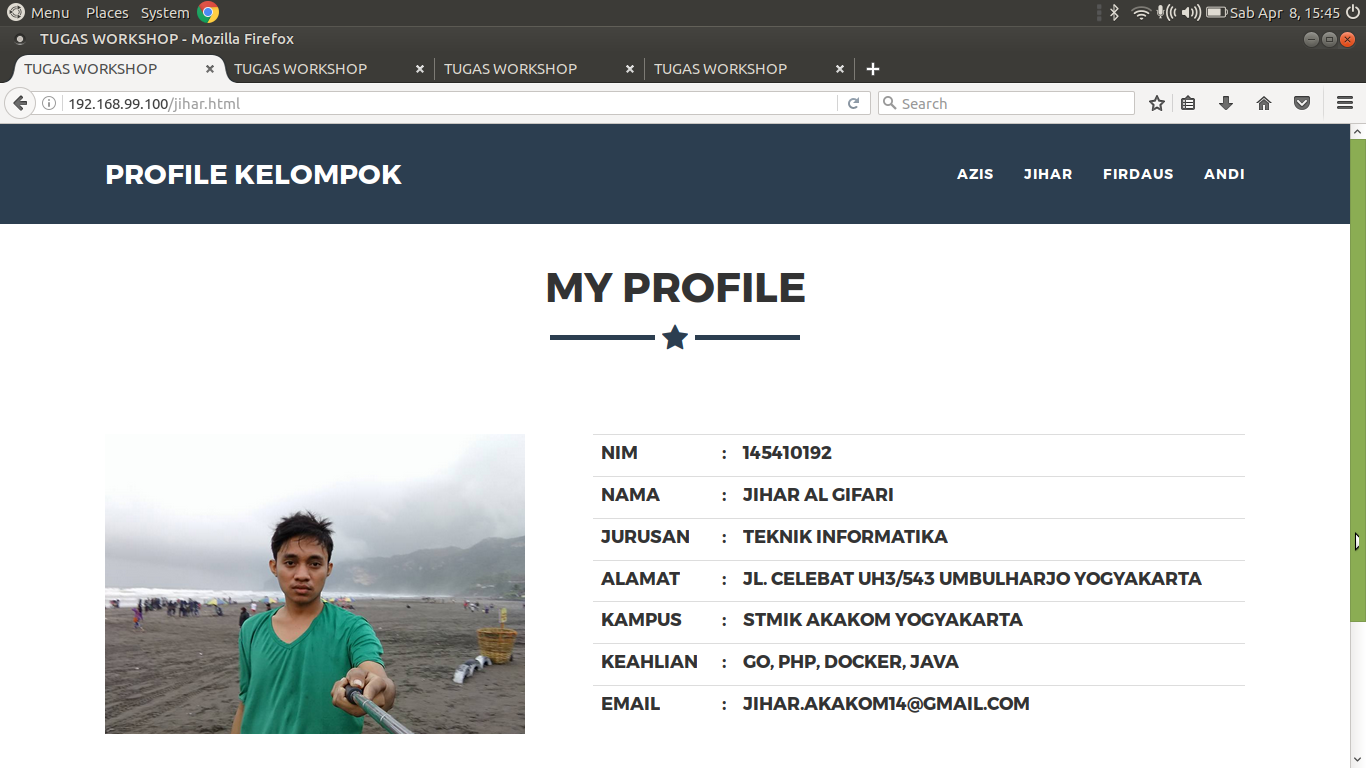 Menu Places System Sab Apr 8, 15:45
TUGAS WORKSHOP - Mozilla Firefox
TUGAS WORKSHOP TUGAS WORKSHOP TUGAS WORKSHOP TUGAS WORKSHOP
192.168.99.100/jihar.html Search
PROFILE KELOMPOK AZIS JIHAR FIRDAUS ANDI
MY PROFILE
NIM : 145410192
NAMA : JIHAR AL GIFARI
JURUSAN : TEKNIK INFORMATIKA
ALAMAT : JL. CELEBAT UH3/543 UMBULHARJO YOGYAKARTA
KAMPUS : STMIK AKAKOM YOGYAKARTA
KEAHLIAN : GO, PHP, DOCKER, JAVA
EMAIL : JIHAR.AKAKOM14@GMAIL.COM